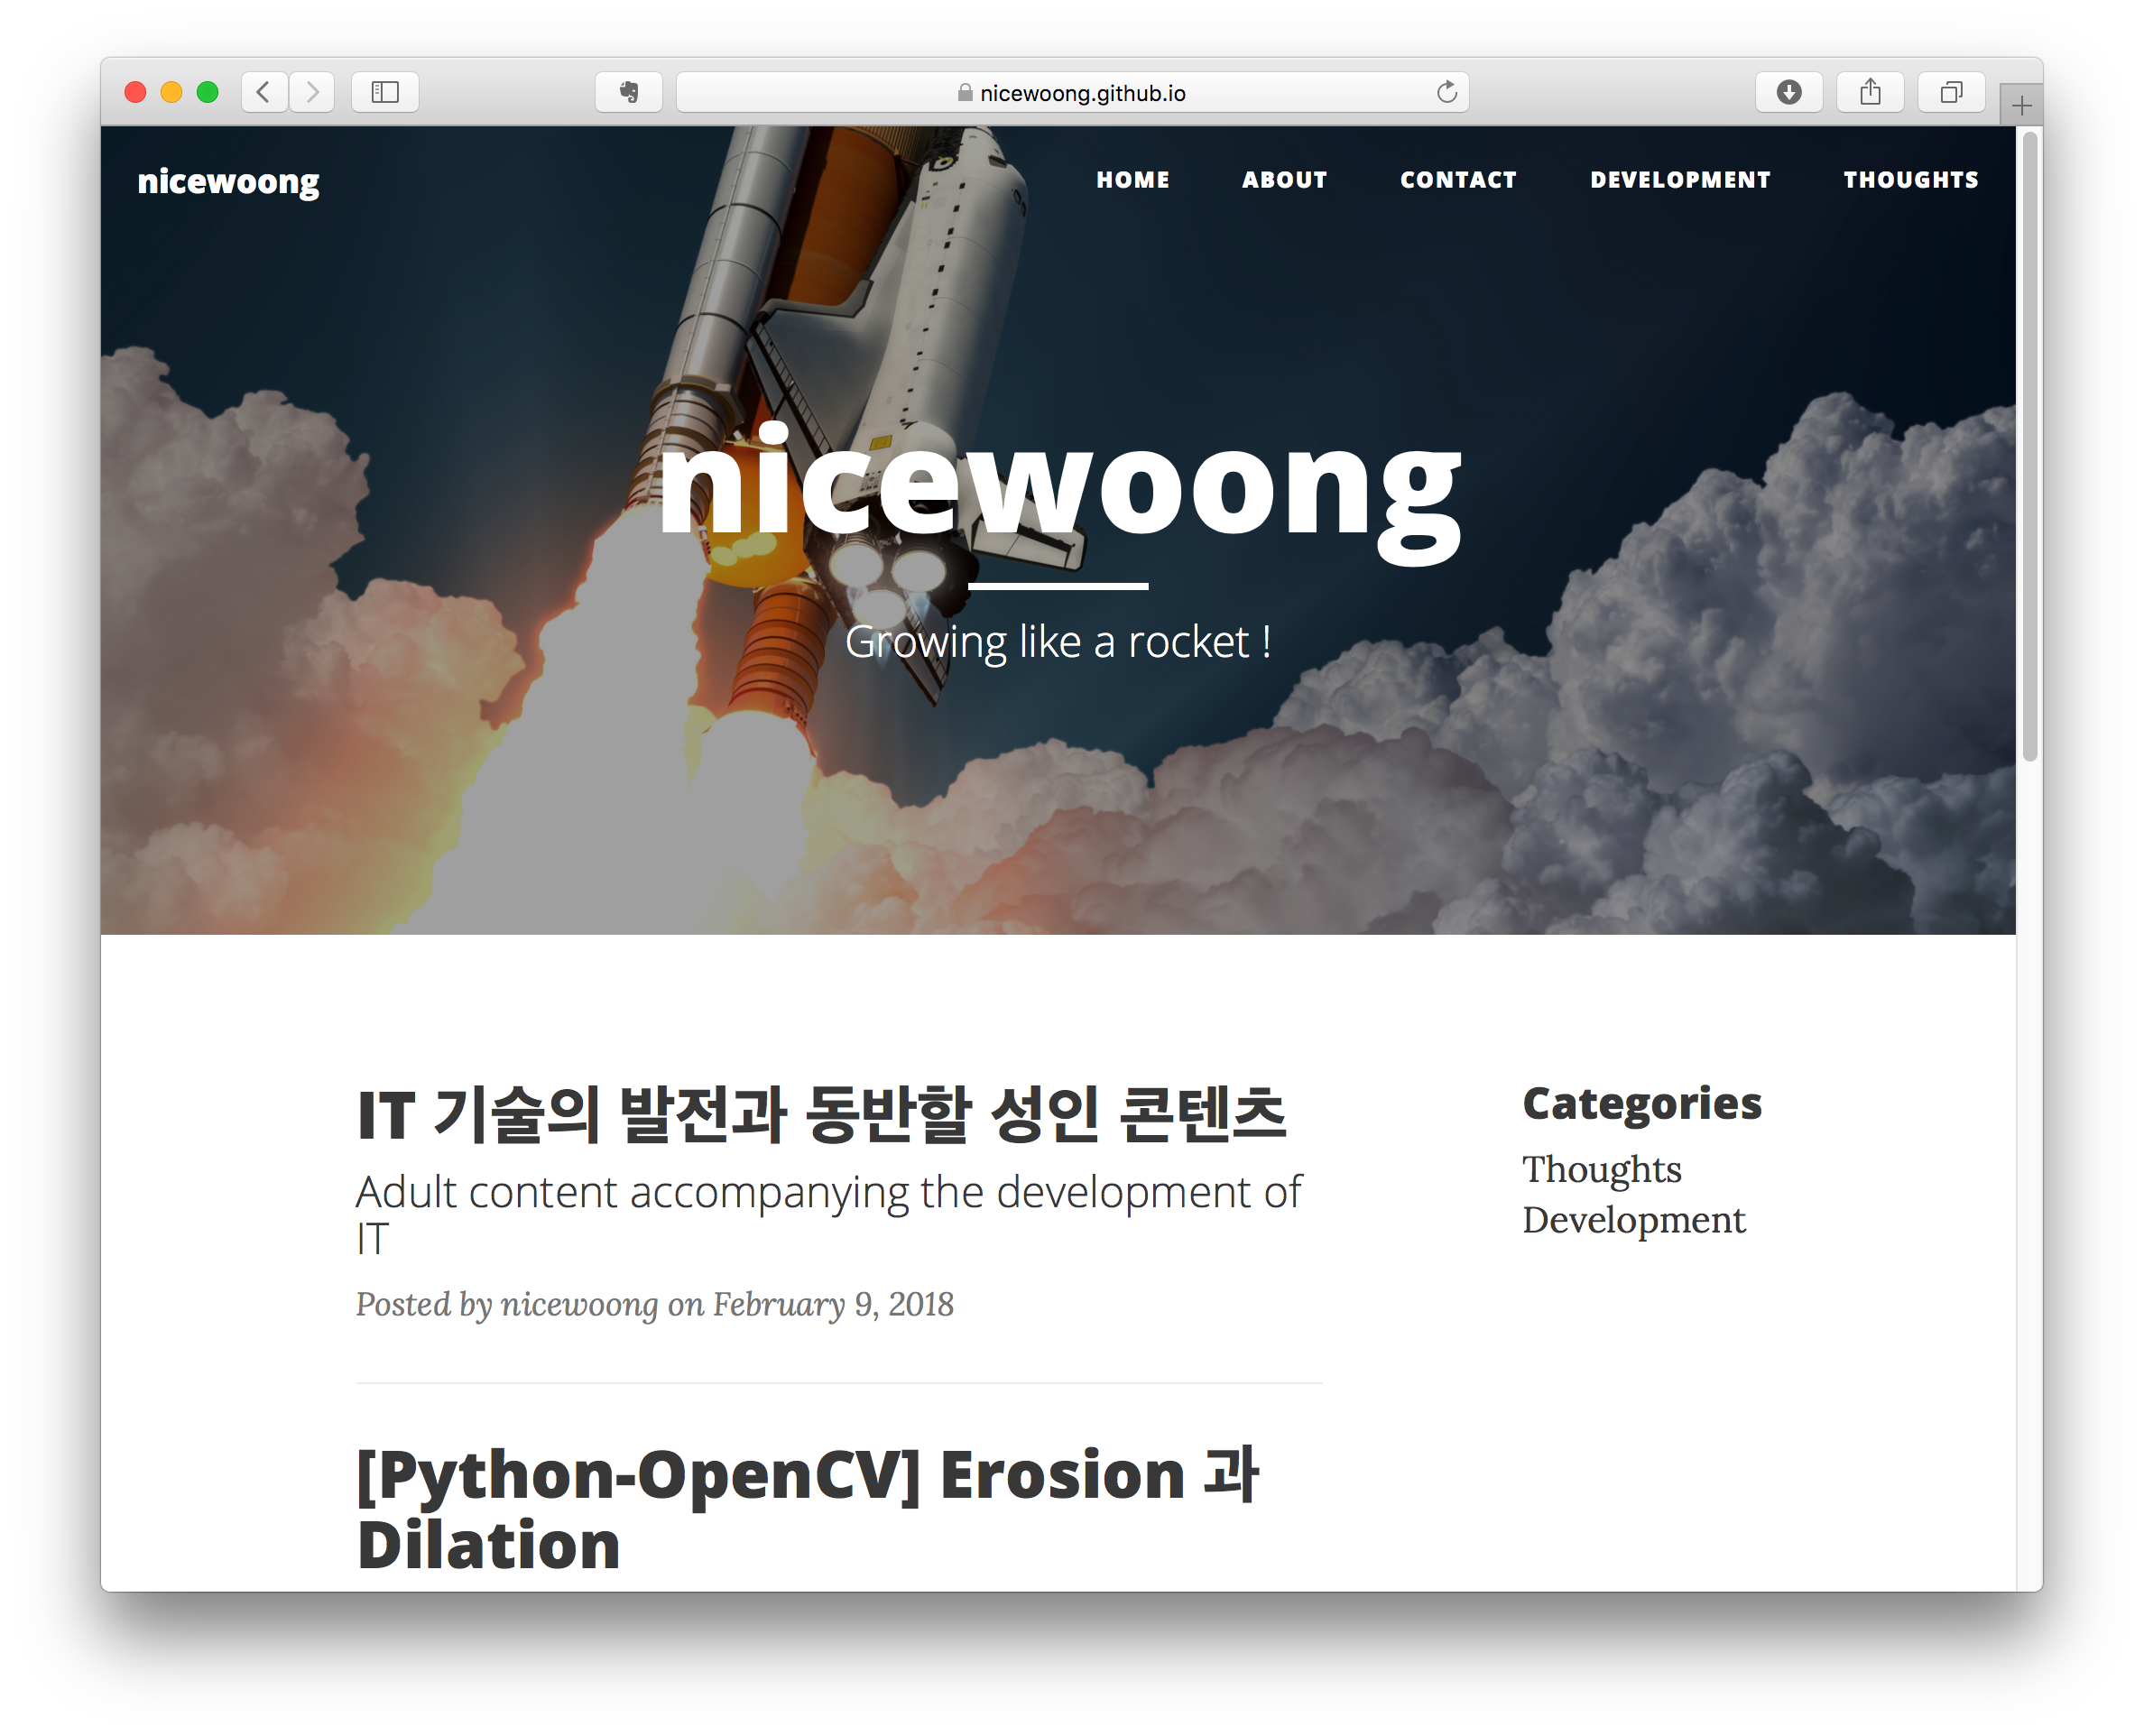 nicewoong.github.io
nicewoong
HOME ABOUT CONTACT DEVELOPMENT THOUGHTS
nicewoong
Growing like a rocket !
IT 기술의 발전과 동반할 성인 콘텐츠
Adult content accompanying the development of
IT
Posted by nicewoong on February 9, 2018
Categories
Thoughts
Development
[Python-OpenCV] Erosion 과
Dilation